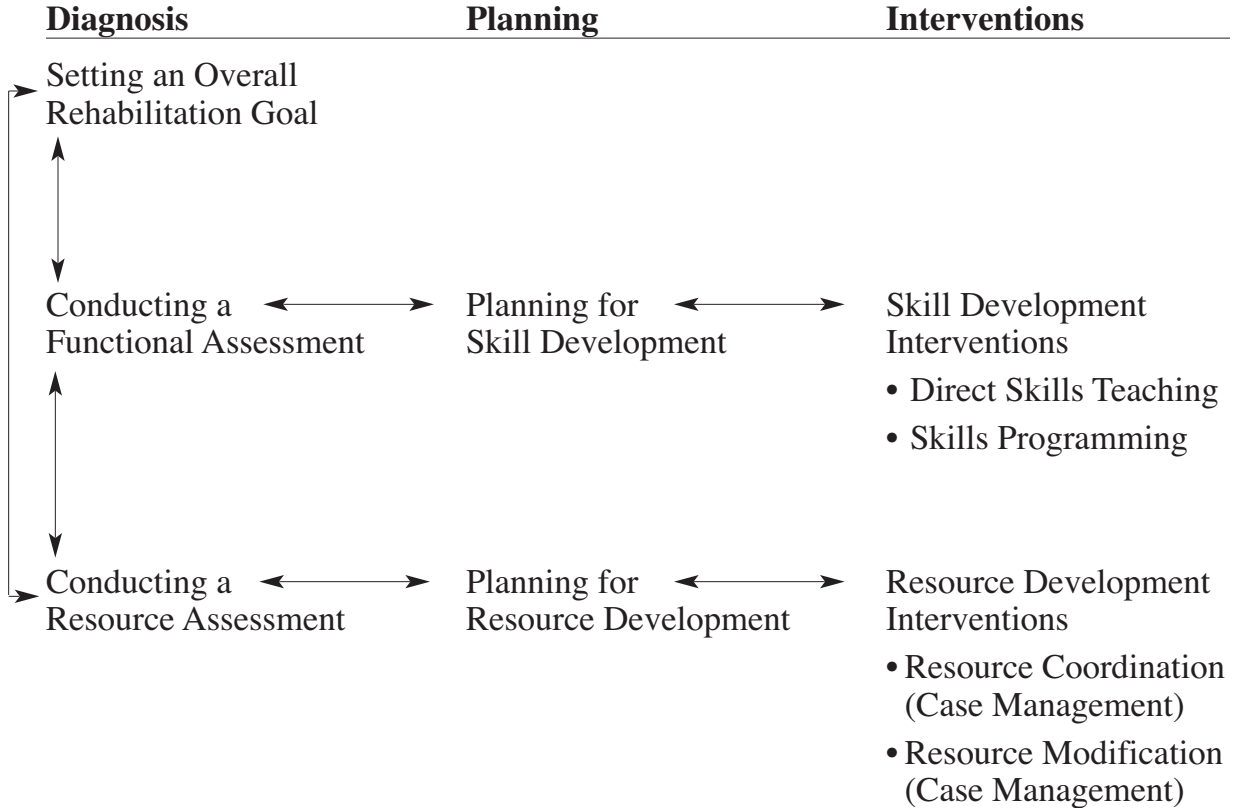 Diagnosis Planning Interventions
Setting an Overall
Rehabilitation Goal
Conducting a
Functional Assessment
Planning for
Skill Development
Skill Development
Interventions
• Direct Skills Teaching
• Skills Programming
Conducting a
Resource Assessment
Planning for
Resource Development
Resource Development
Interventions
• Resource Coordination
(Case Management)
• Resource Modification
(Case Management)